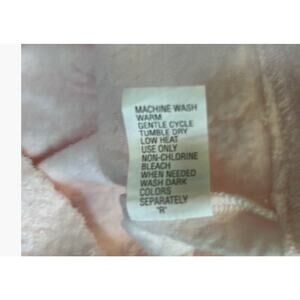 MACHINE WASH
WARM
GENTLE CYCLE
TUMBLE DRY
LOW HEAT
USE ONLY
NON-CHLORINE
BLEACH
WHEN NEEDED
WASH DARK
COLORS
SEPARATELY
"R"